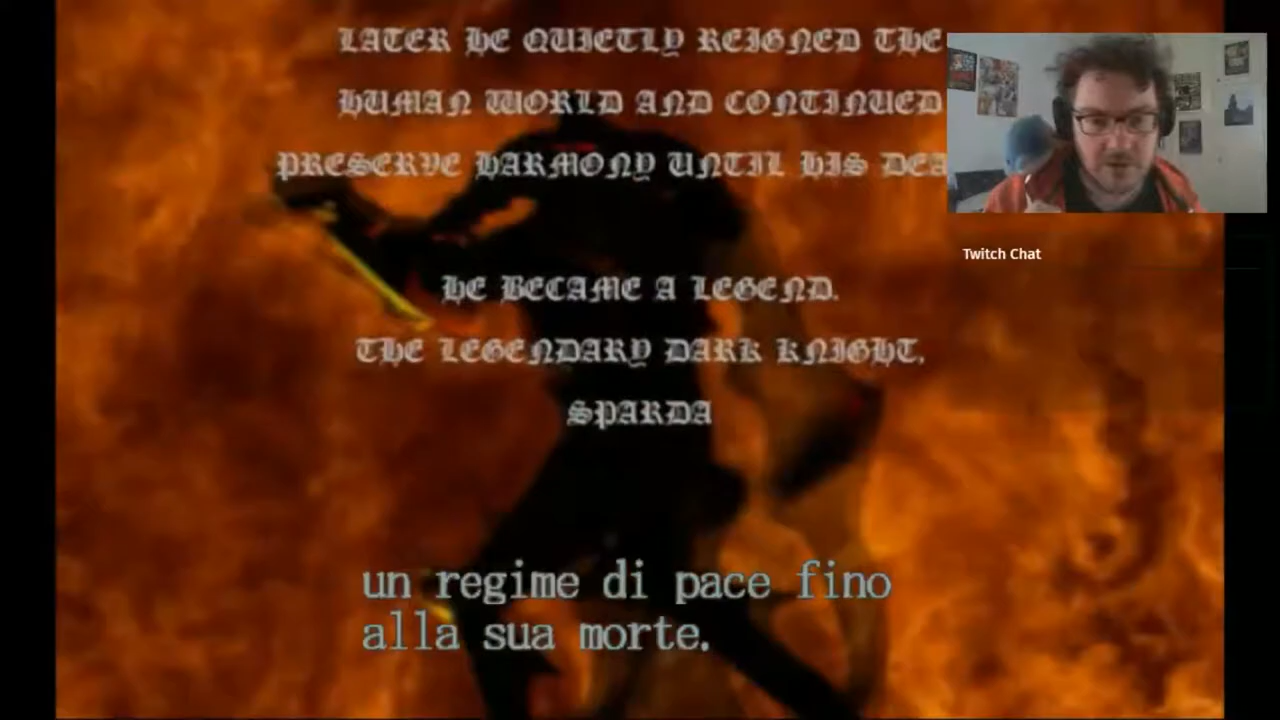 LATER HE QUIETLY REIGNED THE
HUMAN WORLD AND CONTINUED
PRESERVE HARMONY UNTIL HIS
HE BECAME A LEGEND.
THE LEGENDARY DARK KNIGHT,
SPARDA
un regime di pace fino
alla sua morte.
Twitch Chat